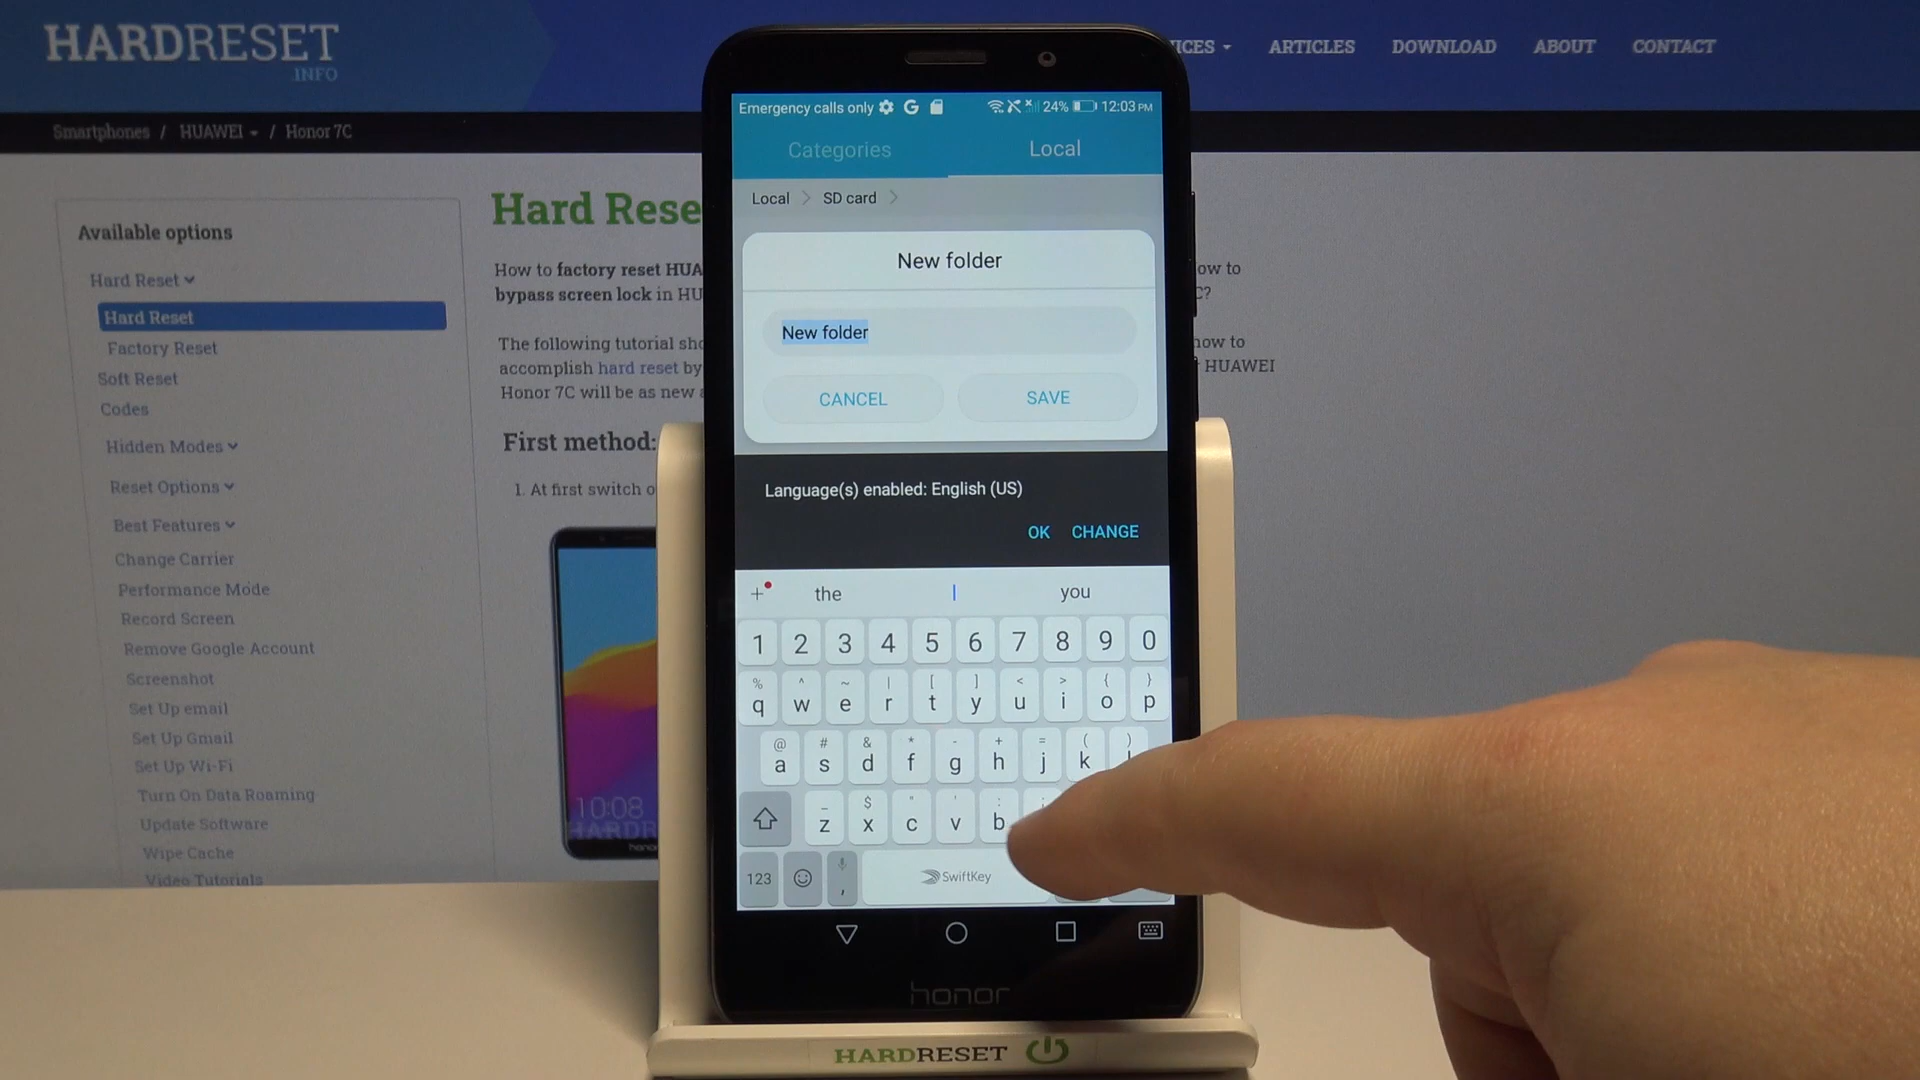 HARDRESET
.INFO
ICES
ARTICLES
DOWNLOAD
ABOUT
CONTACT
Smartphones / HUAWEI / Honor 7C
Available options
Hard Reset
Hard Reset
Factory Reset
Soft Reset
Codes
Hidden Modes
Reset Options
Best Features
Change Carrier
Performance Mode
Record Screen
Remove Google Account
Screenshot
Set Up email
Set Up Gmail
Set Up Wi-Fi
Turn On Data Roaming
Update Software
Wipe Cache
Video Tutorials
Hard Rese
How to factory reset HUA
bypass screen lock in HU
ow to
C?
The following tutorial sho
accomplish hard reset by
Honor 7C will be as new a
how to
HUAWEI
First method:
1. At first switch o
10:08
HARDR
honor
Emergency calls only 24% 12:03 PM
Categories Local
Local > SD card >
New folder
New folder
CANCEL SAVE
Language(s) enabled: English (US)
OK CHANGE
+ the you
1 2 3 4 5 6 7 8 9 0
% ^ ~ | [ ] < > { }
q w e r t y u i o p
@ # & * - + = ( )
a s d f g h j k
_ $ " ' : ;
z x c v b
123 , SwiftKey
honor
HARDRESET